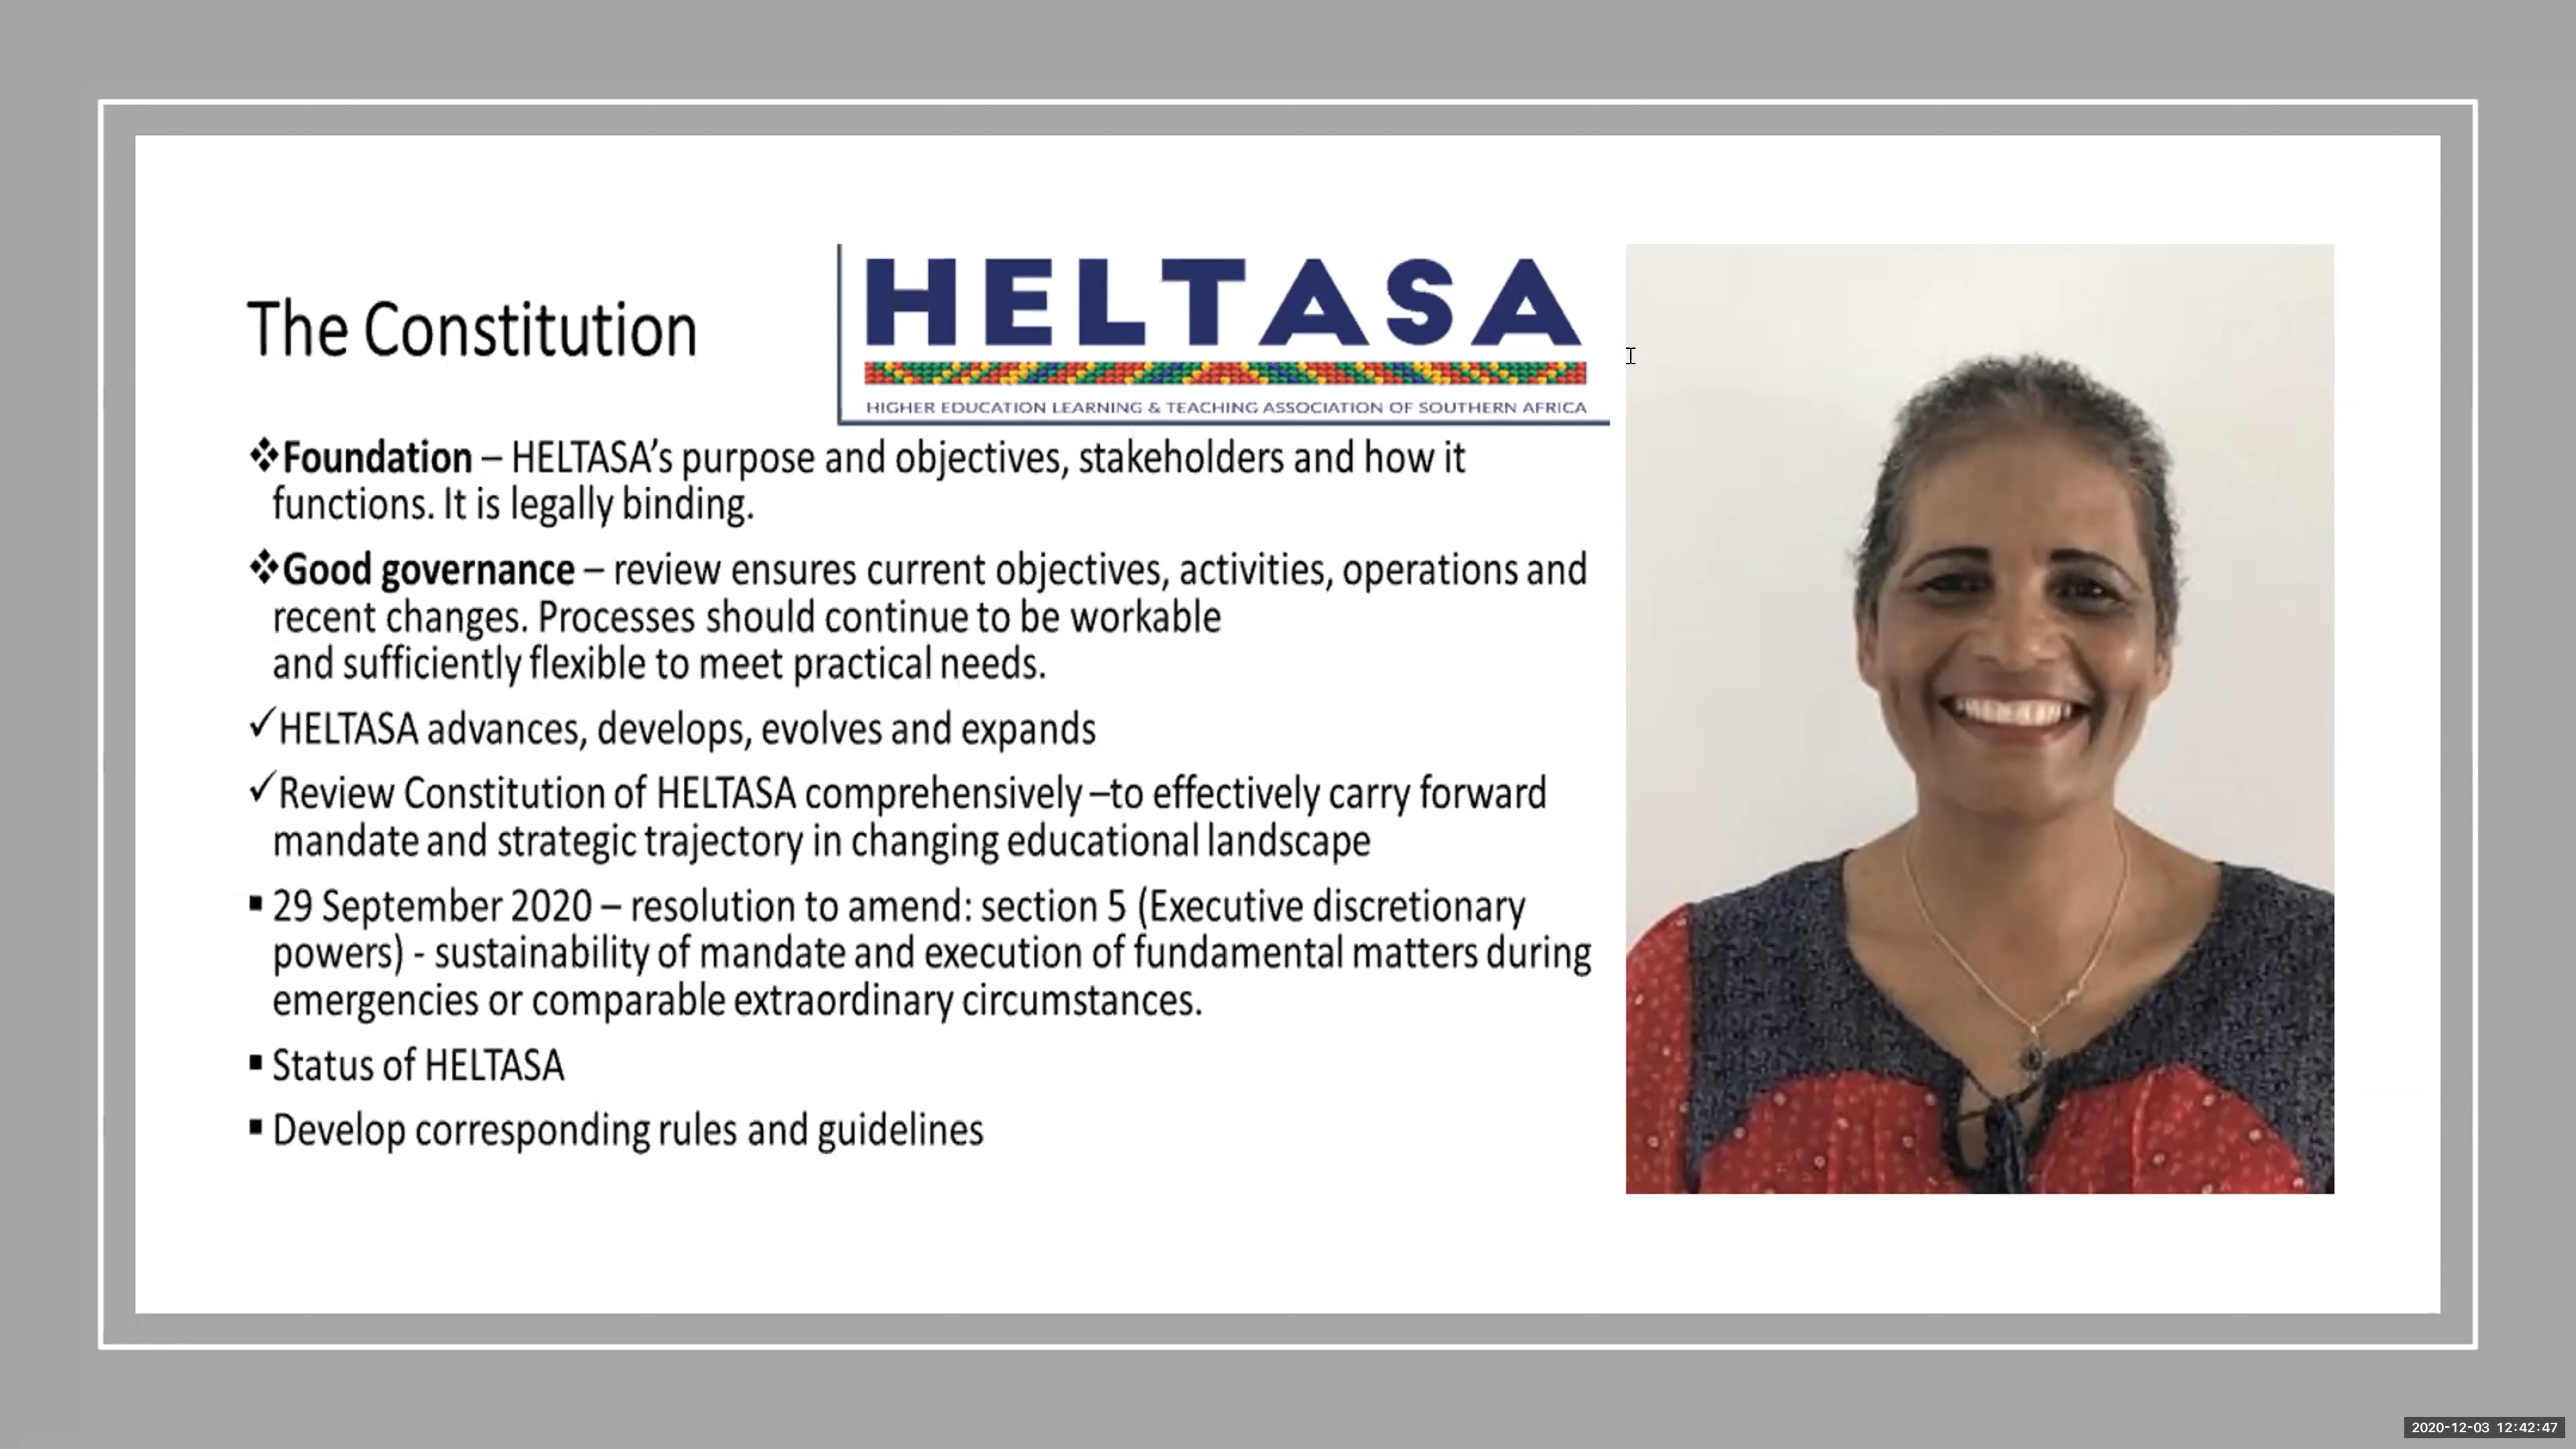 The Constitution
HELTASA
HIGHER EDUCATION LEARNING & TEACHING ASSOCIATION OF SOUTHERN AFRICA
❖Foundation – HELTASA’s purpose and objectives, stakeholders and how it
functions. It is legally binding.
❖Good governance – review ensures current objectives, activities, operations and
recent changes. Processes should continue to be workable
and sufficiently flexible to meet practical needs.
✓HELTASA advances, develops, evolves and expands
✓Review Constitution of HELTASA comprehensively –to effectively carry forward
mandate and strategic trajectory in changing educational landscape
▪ 29 September 2020 – resolution to amend: section 5 (Executive discretionary
powers) - sustainability of mandate and execution of fundamental matters during
emergencies or comparable extraordinary circumstances.
▪ Status of HELTASA
▪ Develop corresponding rules and guidelines
2020-12-03 12:42:47